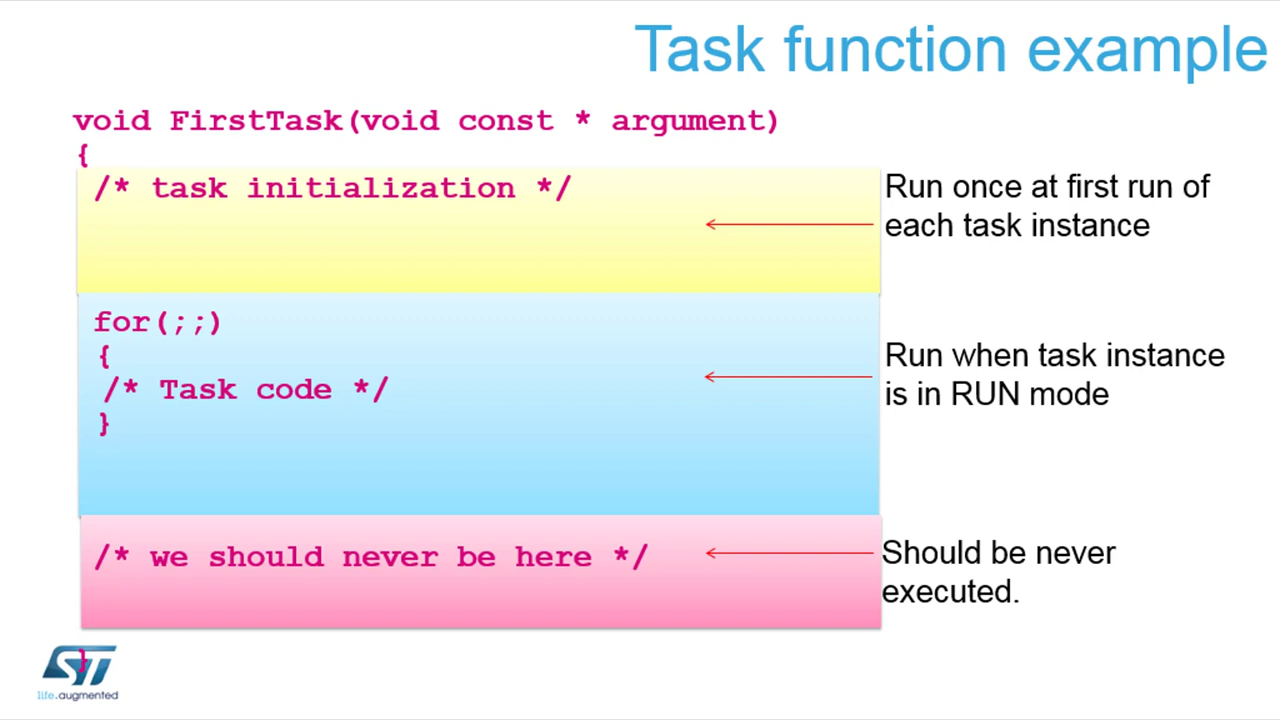 Task function example
void FirstTask(void const * argument)
{
/* task initialization */
Run once at first run of
each task instance
for(;;)
{
/* Task code */
}
Run when task instance
is in RUN mode
/* we should never be here */
Should be never
executed.
}
ST
life.augmented